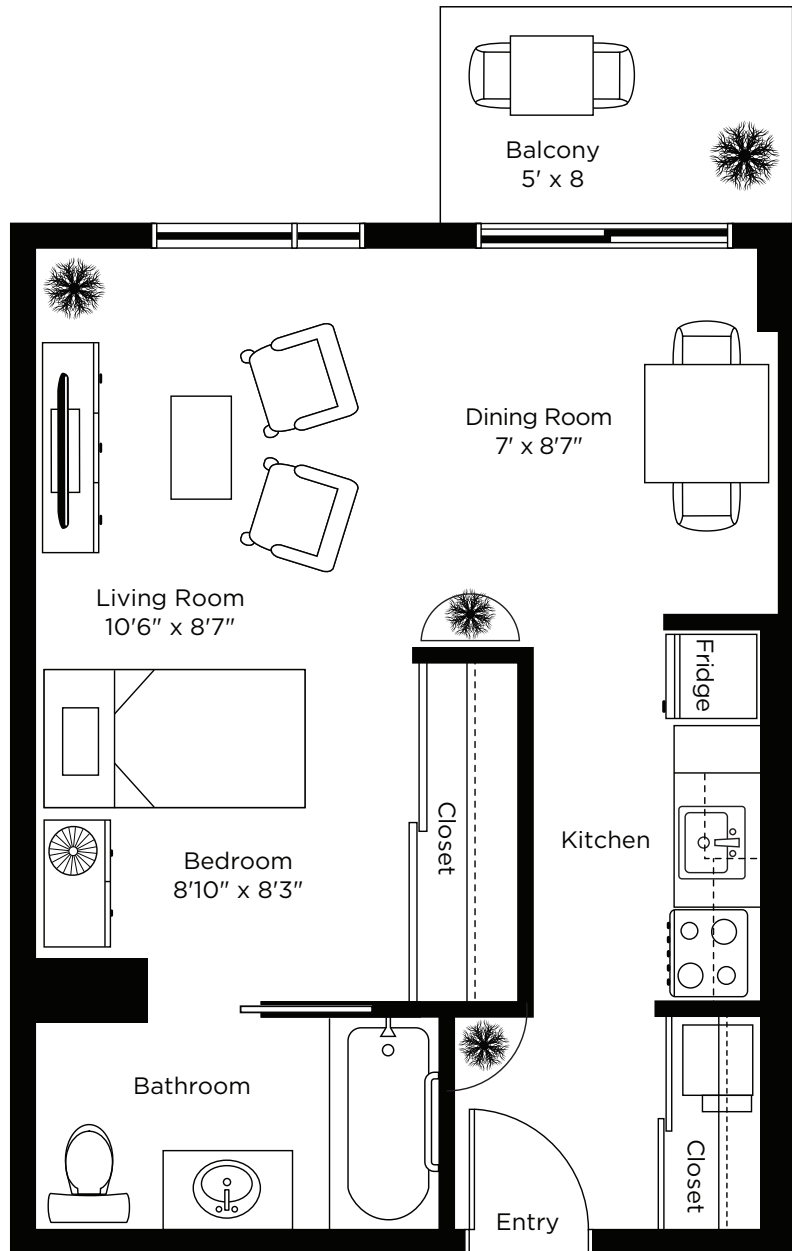 Balcony
5' x 8
Dining Room
7' x 8'7"
Living Room
10'6" x 8'7"
Fridge
Closet
Kitchen
Bedroom
8'10" x 8'3"
Bathroom
Closet
Entry